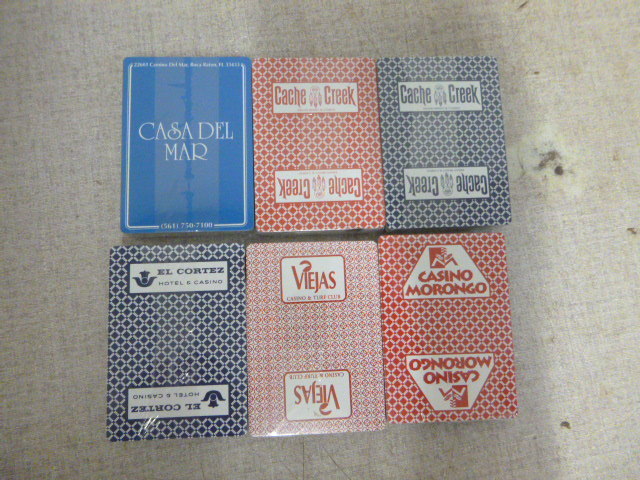 22601 Camino Del Mar, Boca Raton, Fl. 33433
CASA DEL
MAR
(561) 750-7100
Cache Creek
Cache Creek
Cache Creek
Cache Creek
EL CORTEZ
HOTEL & CASINO
EL CORTEZ
HOTEL & CASINO
VIEJAS
CASINO & TURF CLUB
VIEJAS
CASINO & TURF CLUB
CASINO
MORONGO
CASINO
MORONGO